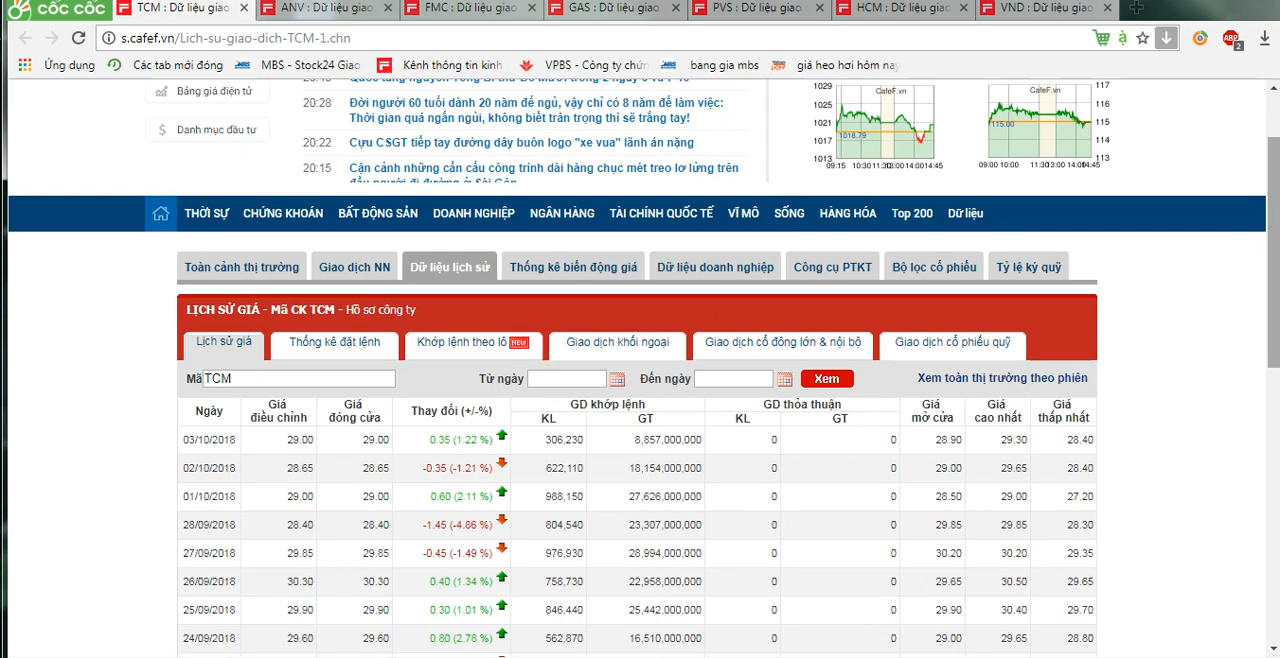 cốc cốc
TCM : Dữ liệu giao
ANV : Dữ liệu giao
FMC : Dữ liệu giao
GAS : Dữ liệu giao
PVS : Dữ liệu giao
HCM : Dữ liệu giao
VND : Dữ liệu giao
s.cafef.vn/Lich-su-giao-dich-TCM-1.chn
ABP 2
Ứng dụng
Các tab mới đóng
MBS - Stock24 Giao
Kênh thông tin kinh
VPBS - Công ty chứn
bang gia mbs
giá heo hơi hôm nay
Bảng giá điện tử
Danh mục đầu tư
20:28 Đời người 60 tuổi dành 20 năm để ngủ, vậy chỉ có 8 năm để làm việc:
Thời gian quá ngắn ngủi, không biết trân trọng thì sẽ trắng tay!
20:22 Cựu CSGT tiếp tay đường dây buôn logo "xe vua" lãnh án nặng
20:15 Cận cảnh những cần cẩu công trình dài hàng chục mét treo lơ lửng trên
đầu người đi đường ở Sài Gòn
CafeF.vn
1029
1025
1021
1017
1013
1018.79
09:15 10:30 11:30 13:00 14:00 14:45
CafeF.vn
117
116
115
114
113
115.00
09:00 10:00 11:30 13:00 14:00 14:45
THỜI SỰ CHỨNG KHOÁN BẤT ĐỘNG SẢN DOANH NGHIỆP NGÂN HÀNG TÀI CHÍNH QUỐC TẾ VĨ MÔ SỐNG HÀNG HÓA Top 200 Dữ liệu
Toàn cảnh thị trường Giao dịch NN Dữ liệu lịch sử Thống kê biến động giá Dữ liệu doanh nghiệp Công cụ PTKT Bộ lọc cổ phiếu Tỷ lệ ký quỹ
LỊCH SỬ GIÁ - Mã CK TCM - Hồ sơ công ty
Lịch sử giá Thống kê đặt lệnh Khớp lệnh theo lô NEW Giao dịch khối ngoại Giao dịch cổ đông lớn & nội bộ Giao dịch cổ phiếu quỹ
Mã TCM Từ ngày Đến ngày Xem Xem toàn thị trường theo phiên
Ngày Giá điều chỉnh Giá đóng cửa Thay đổi (+/-%) GD khớp lệnh GD thỏa thuận Giá mở cửa Giá cao nhất Giá thấp nhất
KL GT KL GT
03/10/2018 29.00 29.00 0.35 (1.22 %) 306,230 8,857,000,000 0 0 28.90 29.30 28.40
02/10/2018 28.65 28.65 -0.35 (-1.21 %) 622,110 18,154,000,000 0 0 29.00 29.65 28.40
01/10/2018 29.00 29.00 0.60 (2.11 %) 988,150 27,626,000,000 0 0 28.50 29.00 27.20
28/09/2018 28.40 28.40 -1.45 (-4.86 %) 804,540 23,307,000,000 0 0 29.85 29.85 28.30
27/09/2018 29.85 29.85 -0.45 (-1.49 %) 976,930 28,994,000,000 0 0 30.20 30.20 29.35
26/09/2018 30.30 30.30 0.40 (1.34 %) 758,730 22,958,000,000 0 0 29.65 30.50 29.65
25/09/2018 29.90 29.90 0.30 (1.01 %) 846,440 25,442,000,000 0 0 29.90 30.40 29.70
24/09/2018 29.60 29.60 0.80 (2.78 %) 562,870 16,510,000,000 0 0 29.00 29.65 28.80